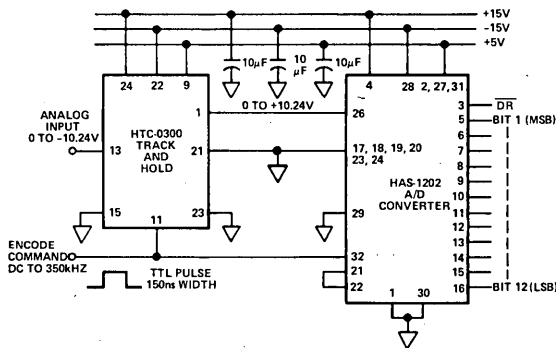 +15V
-15V
+5V
10µF
10
µF
10µF
24
22
9
4
28
2, 27, 31
ANALOG
INPUT
0 TO -10.24V
13
HTC-0300
TRACK
AND
HOLD
1
0 TO +10.24V
26
21
17, 18, 19, 20
23, 24
15
11
23
29
HAS-1202
A/D
CONVERTER
3
DR
5
BIT 1 (MSB)
6
7
8
9
10
11
12
13
14
15
16
BIT 12 (LSB)
ENCODE
COMMAND
DC TO 350kHZ
TTL PULSE
150ns WIDTH
32
21
22
1
30